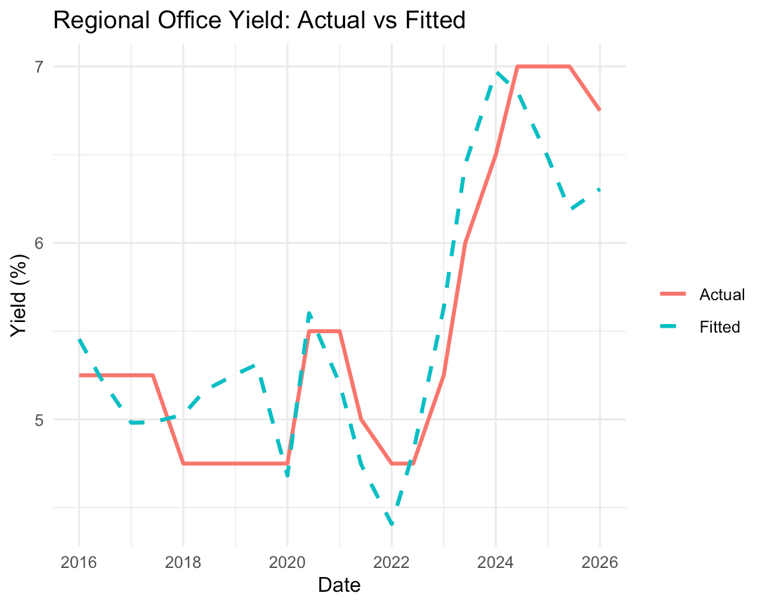 Regional Office Yield: Actual vs Fitted
7
6
5
Yield (%)
2016 2018 2020 2022 2024 2026
Date
Actual
Fitted